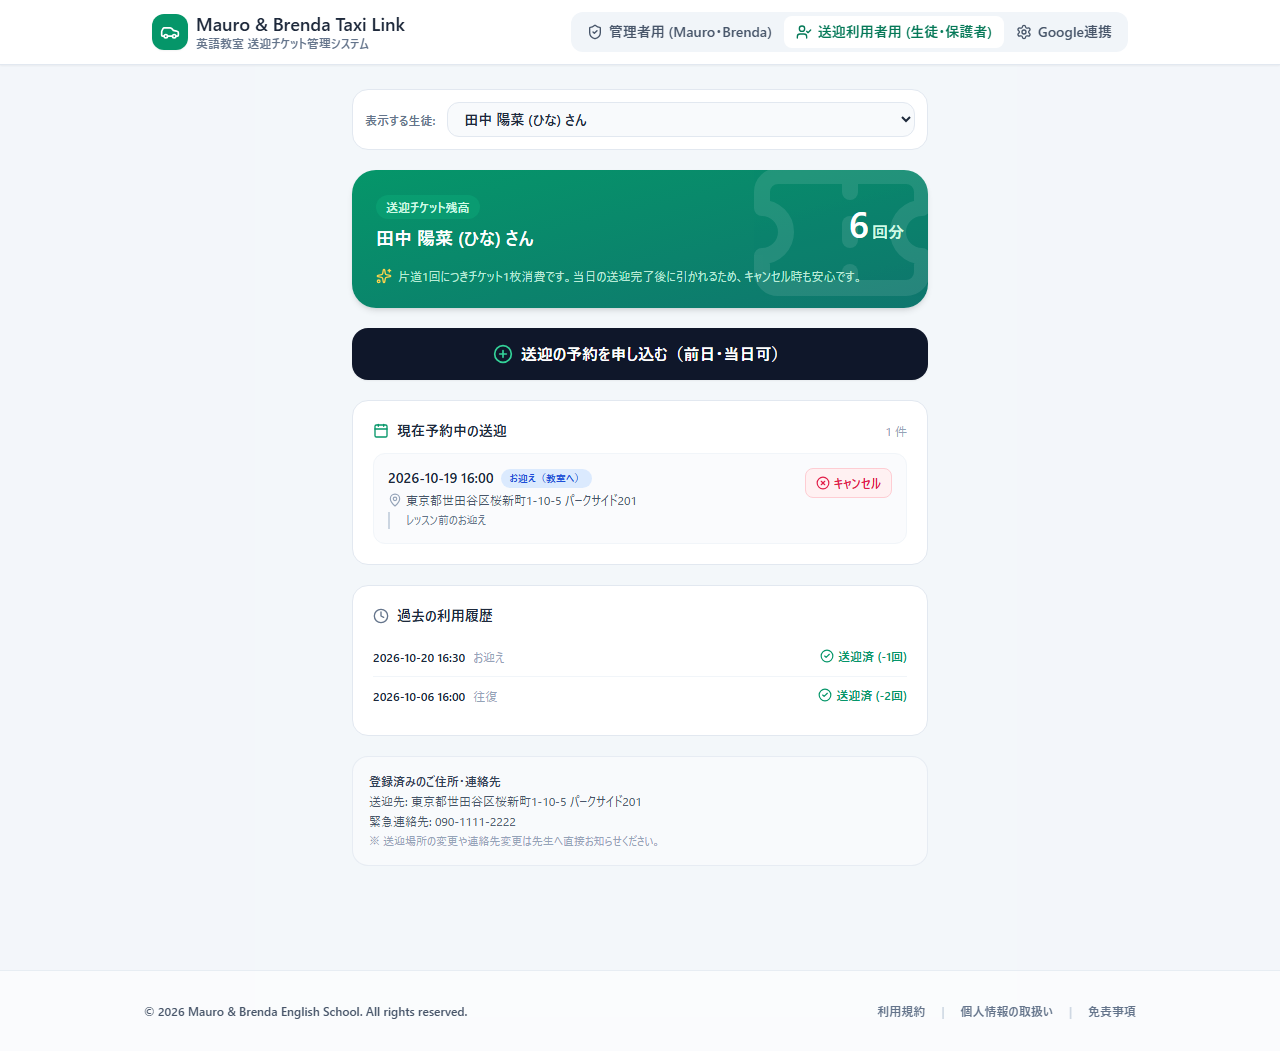 Mauro & Brenda Taxi Link
英語教室 送迎チケット管理システム
管理者用 (Mauro・Brenda)
送迎利用者用 (生徒・保護者)
Google連携
表示する生徒:
田中 陽菜 (ひな) さん
送迎チケット残高
田中 陽菜 (ひな) さん
6 回分
片道1回につきチケット1枚消費です。当日の送迎完了後に引かれるため、キャンセル時も安心です。
送迎の予約を申し込む（前日・当日可）
現在予約中の送迎
1 件
2026-10-19 16:00 お迎え（教室へ）
キャンセル
東京都世田谷区桜新町1-10-5 パークサイド201
レッスン前のお迎え
過去の利用履歴
2026-10-20 16:30 お迎え
送迎済 (-1回)
2026-10-06 16:00 往復
送迎済 (-2回)
登録済みのご住所・連絡先
送迎先: 東京都世田谷区桜新町1-10-5 パークサイド201
緊急連絡先: 090-1111-2222
※ 送迎場所の変更や連絡先変更は先生へ直接お知らせください。
© 2026 Mauro & Brenda English School. All rights reserved.
利用規約 | 個人情報の取扱い | 免責事項